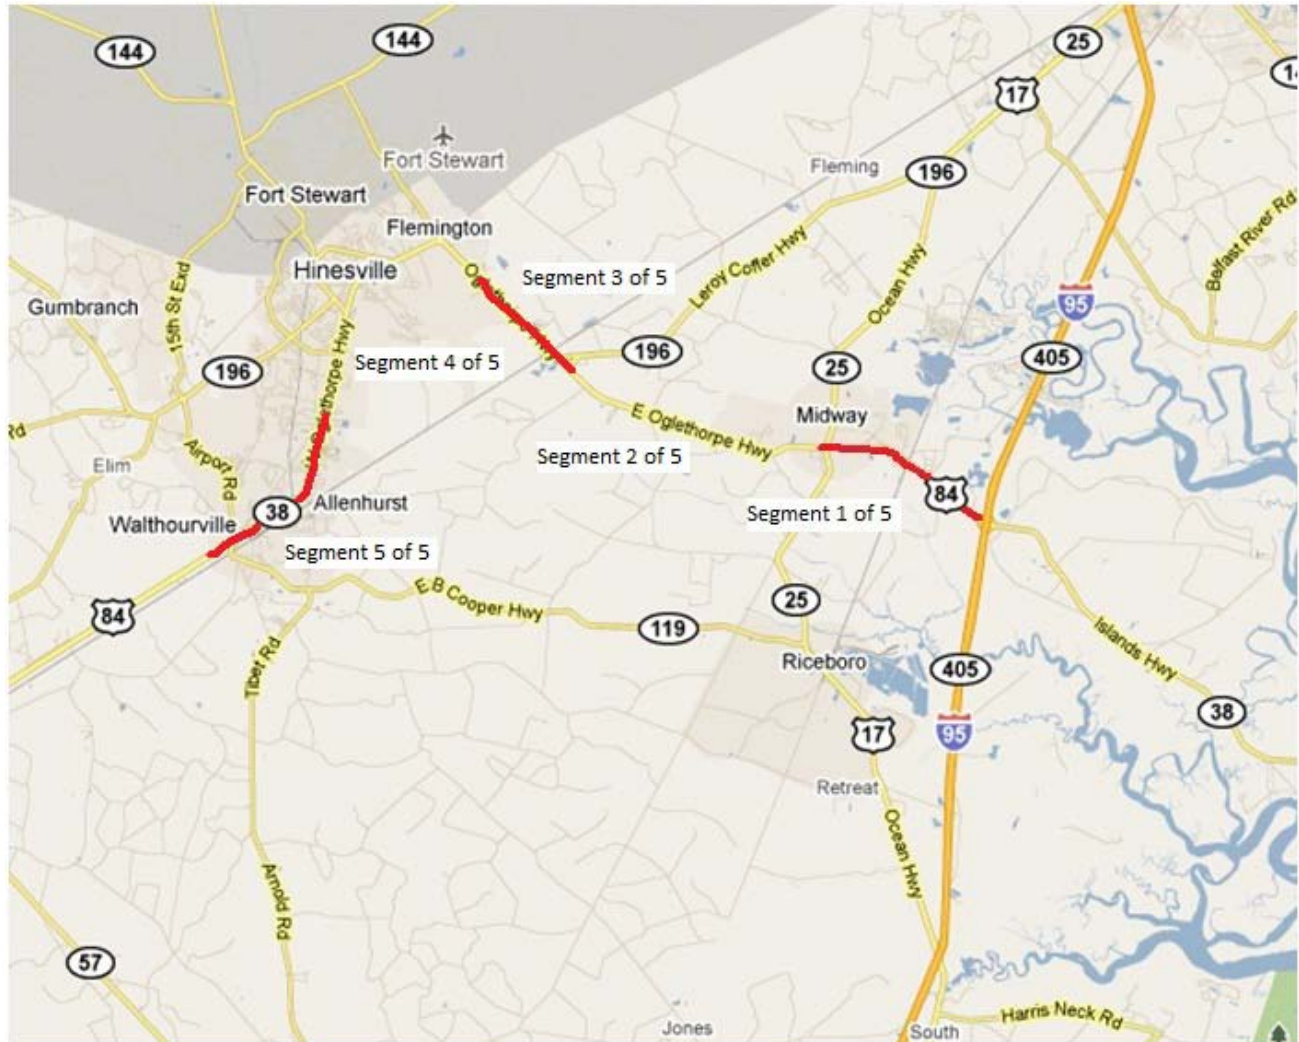 144
144
25
17
14
Fort Stewart
Fleming
196
Fort Stewart
Flemington
Belfast River Rd
Hinesville
Segment 3 of 5
Leroy Coffer Hwy
Ocean Hwy
95
Gumbranch
15th St Exd
196
Segment 4 of 5
196
25
405
Midway
E Oglethorpe Hwy
Rd
Elim
Airport Rd
Segment 2 of 5
84
38
Allenhurst
Segment 1 of 5
Walthourville
Segment 5 of 5
84
E B Cooper Hwy
119
25
Islands Hwy
Riceboro
405
Tibet Rd
38
17
95
Retreat
Ocean Hwy
Arnold Rd
57
Harris Neck Rd
Jones
South